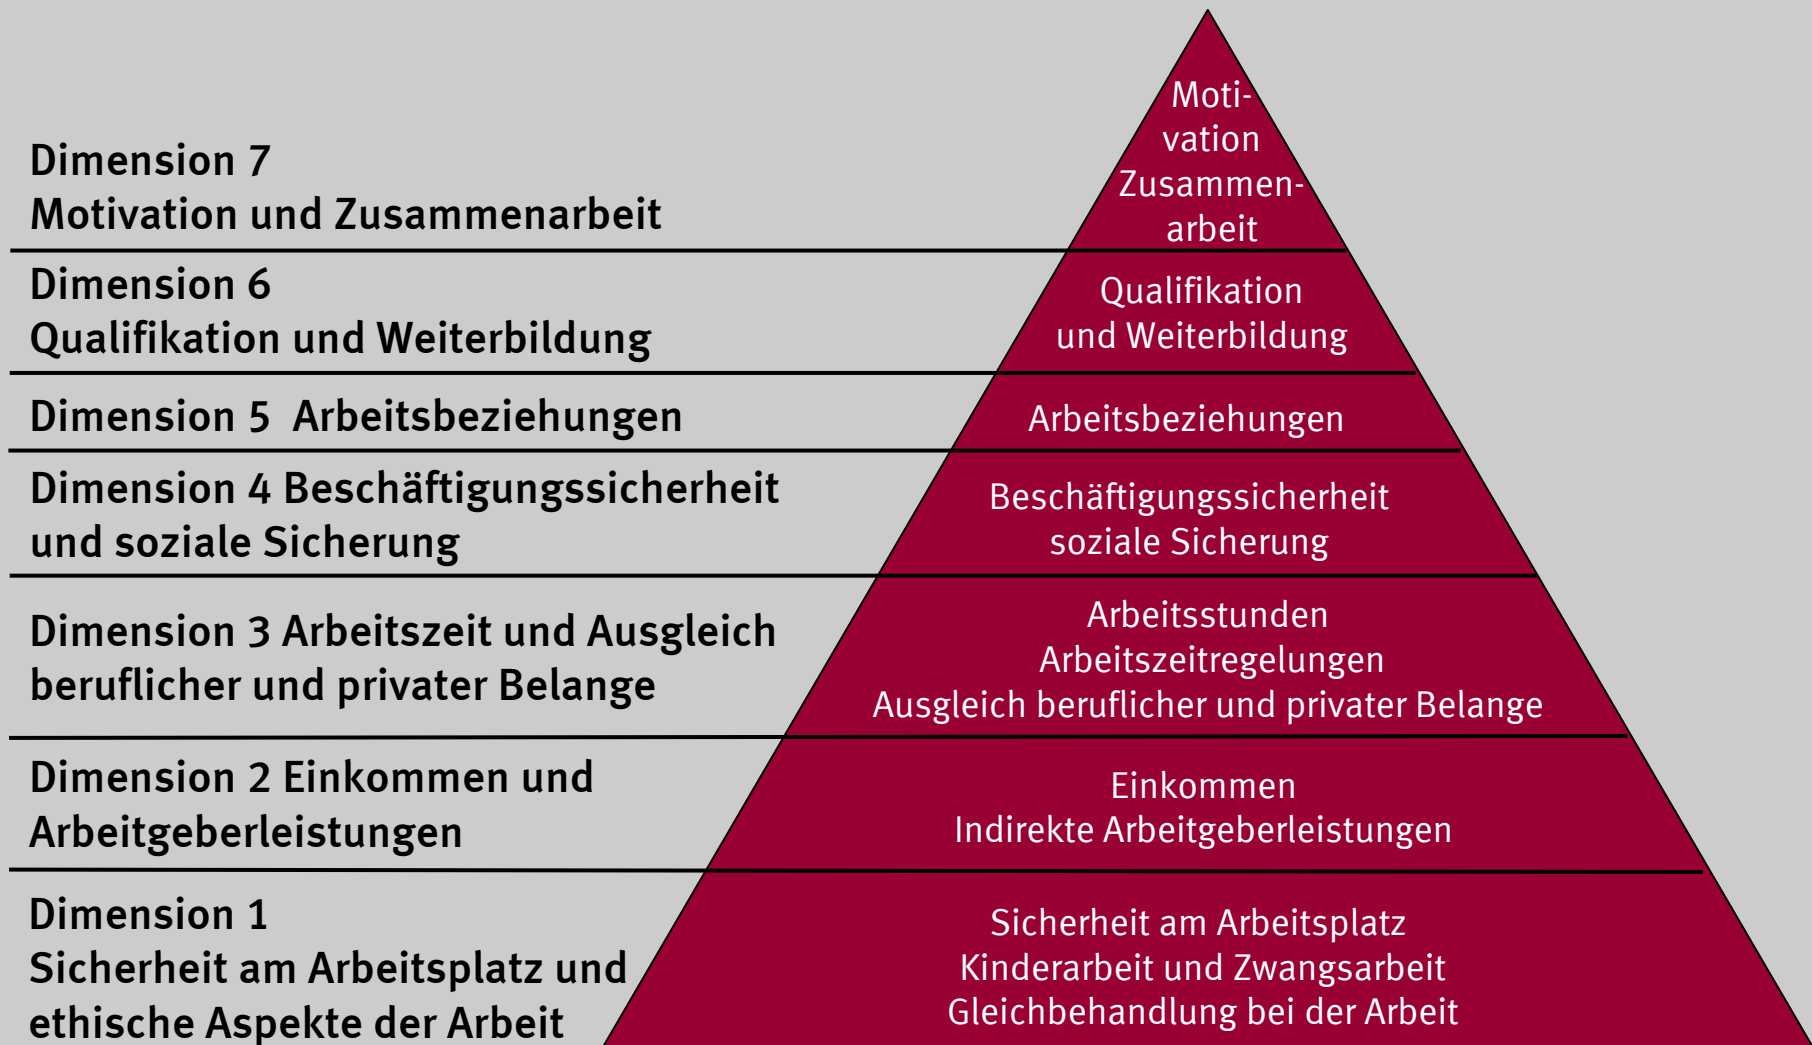 Dimension 7
Motivation und Zusammenarbeit
Moti-
vation
Zusammen-
arbeit
Dimension 6
Qualifikation und Weiterbildung
Qualifikation
und Weiterbildung
Dimension 5 Arbeitsbeziehungen
Arbeitsbeziehungen
Dimension 4 Beschäftigungssicherheit
und soziale Sicherung
Beschäftigungssicherheit
soziale Sicherung
Dimension 3 Arbeitszeit und Ausgleich
beruflicher und privater Belange
Arbeitsstunden
Arbeitszeitregelungen
Ausgleich beruflicher und privater Belange
Dimension 2 Einkommen und
Arbeitgeberleistungen
Einkommen
Indirekte Arbeitgeberleistungen
Dimension 1
Sicherheit am Arbeitsplatz und
ethische Aspekte der Arbeit
Sicherheit am Arbeitsplatz
Kinderarbeit und Zwangsarbeit
Gleichbehandlung bei der Arbeit